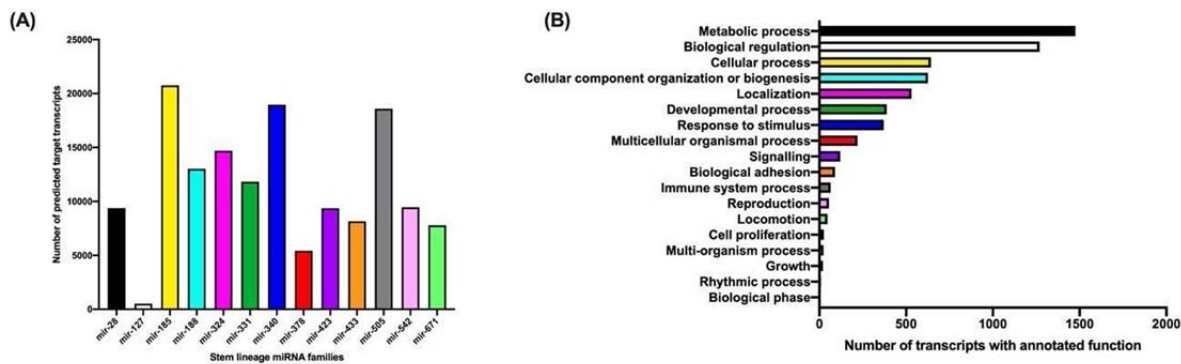 (A)
Number of predicted target transcripts
25000
20000
15000
10000
5000
0
mir-28
mir-127
mir-185
mir-188
mir-324
mir-331
mir-340
mir-378
mir-423
mir-433
mir-505
mir-542
mir-671
Stem lineage miRNA families
(B)
Metabolic process
Biological regulation
Cellular process
Cellular component organization or biogenesis
Localization
Developmental process
Response to stimulus
Multicellular organismal process
Signalling
Biological adhesion
Immune system process
Reproduction
Locomotion
Cell proliferation
Multi-organism process
Growth
Rhythmic process
Biological phase
0
500
1000
1500
2000
Number of transcripts with annotated function